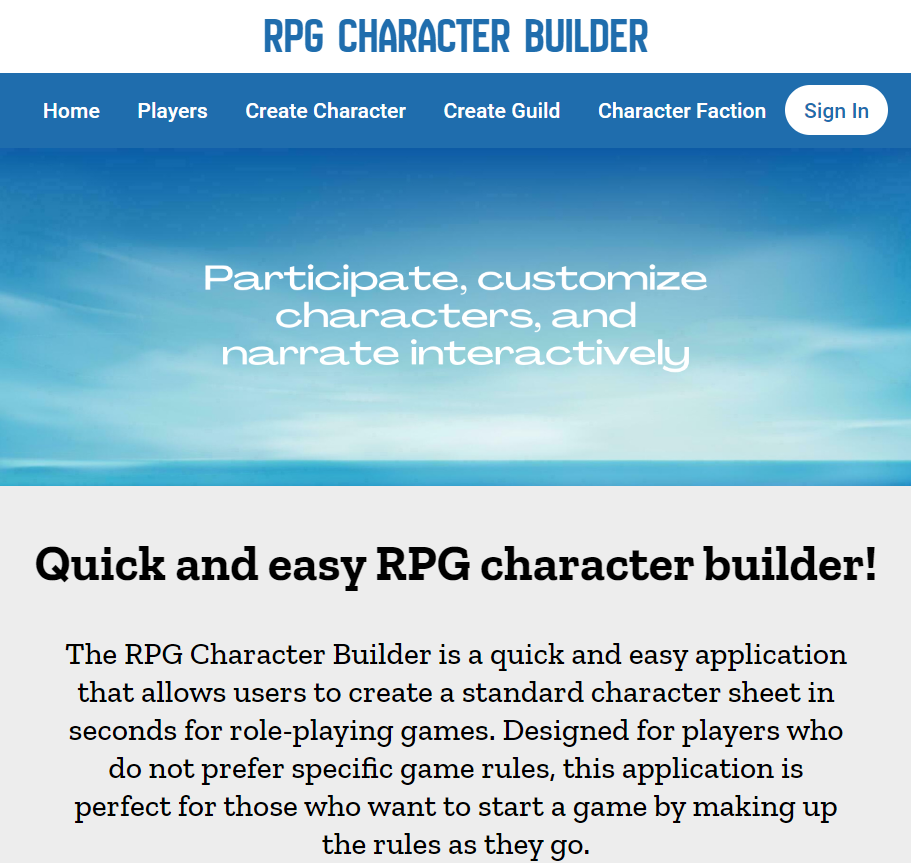 RPG CHARACTER BUILDER
Home Players Create Character Create Guild Character Faction Sign In
Participate, customize
characters, and
narrate interactively
Quick and easy RPG character builder!
The RPG Character Builder is a quick and easy application
that allows users to create a standard character sheet in
seconds for role-playing games. Designed for players who
do not prefer specific game rules, this application is
perfect for those who want to start a game by making up
the rules as they go.